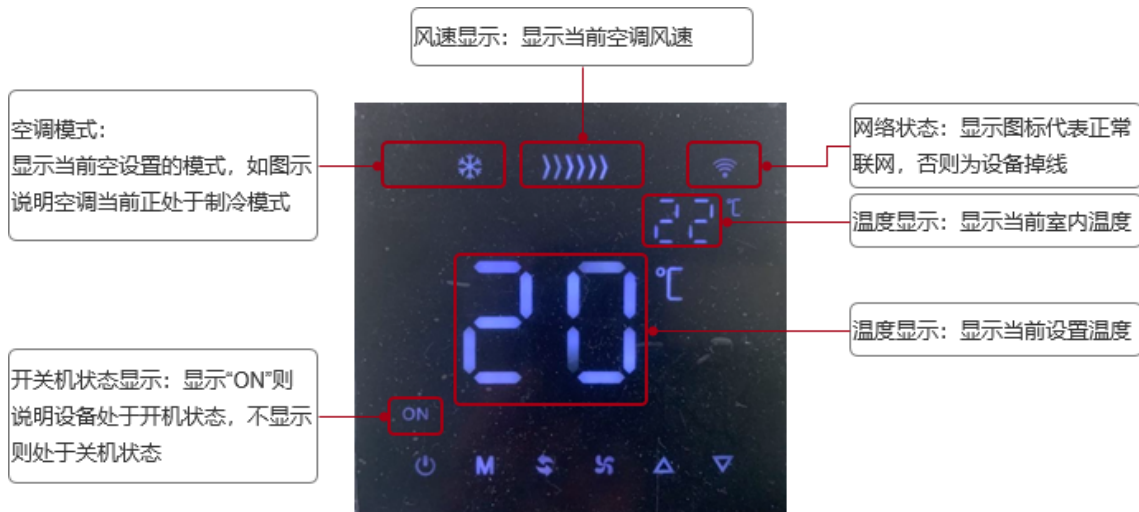 风速显示：显示当前空调风速
空调模式：
显示当前空设置的模式，如图示
说明空调当前正处于制冷模式
网络状态：显示图标代表正常
联网，否则为设备掉线
22℃
温度显示：显示当前室内温度
20℃
温度显示：显示当前设置温度
开关机状态显示：显示“ON”则
说明设备处于开机状态，不显示
则处于关机状态
ON
M